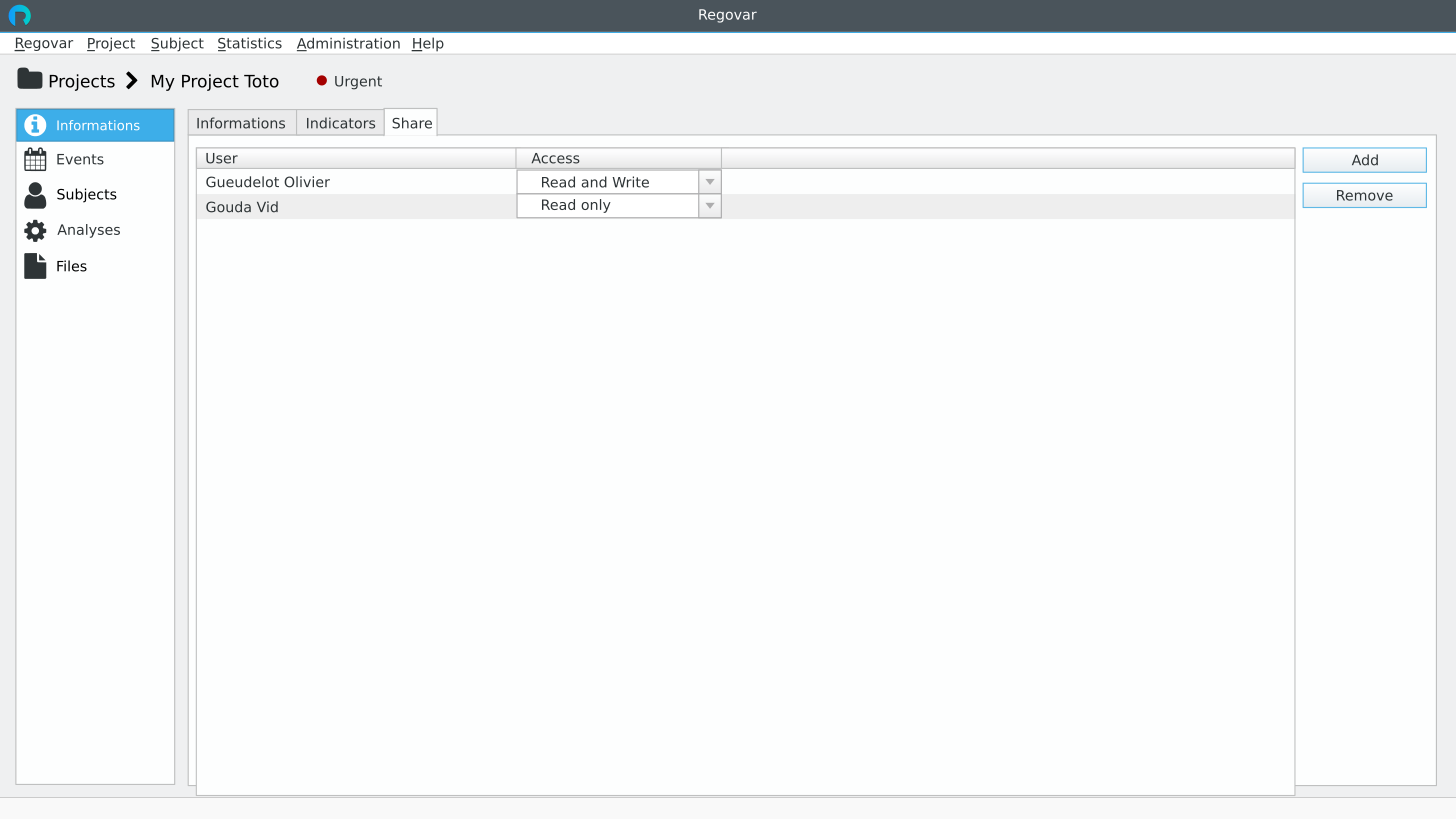 Regovar
Regovar Project Subject Statistics Administration Help
Projects My Project Toto Urgent
Informations
Events
Subjects
Analyses
Files
Informations Indicators Share
User Access
Gueudelot Olivier Read and Write
Gouda Vid Read only
Add
Remove